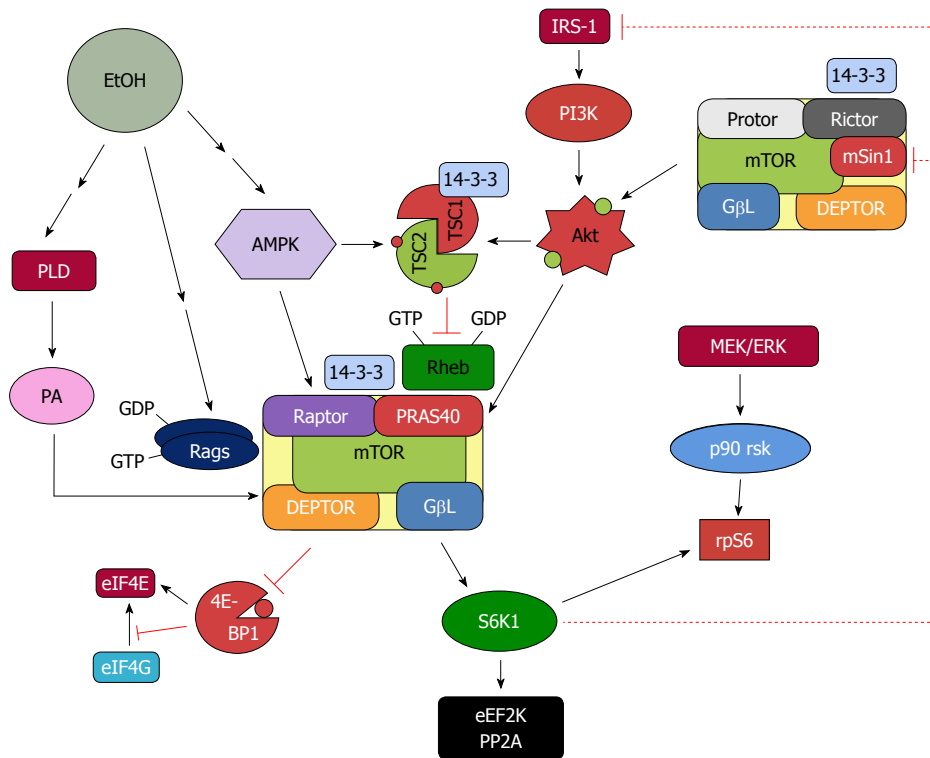 IRS-1
EtOH
14-3-3
PI3K
Protor
Rictor
mTOR
mSin1
14-3-3
TSC1
GβL
DEPTOR
AMPK
TSC2
Akt
PLD
GTP
GDP
MEK/ERK
14-3-3
Rheb
PA
GDP
Raptor
PRAS40
Rags
mTOR
p90 rsk
GTP
DEPTOR
GβL
rpS6
eIF4E
4E-
BP1
S6K1
eIF4G
eEF2K
PP2A